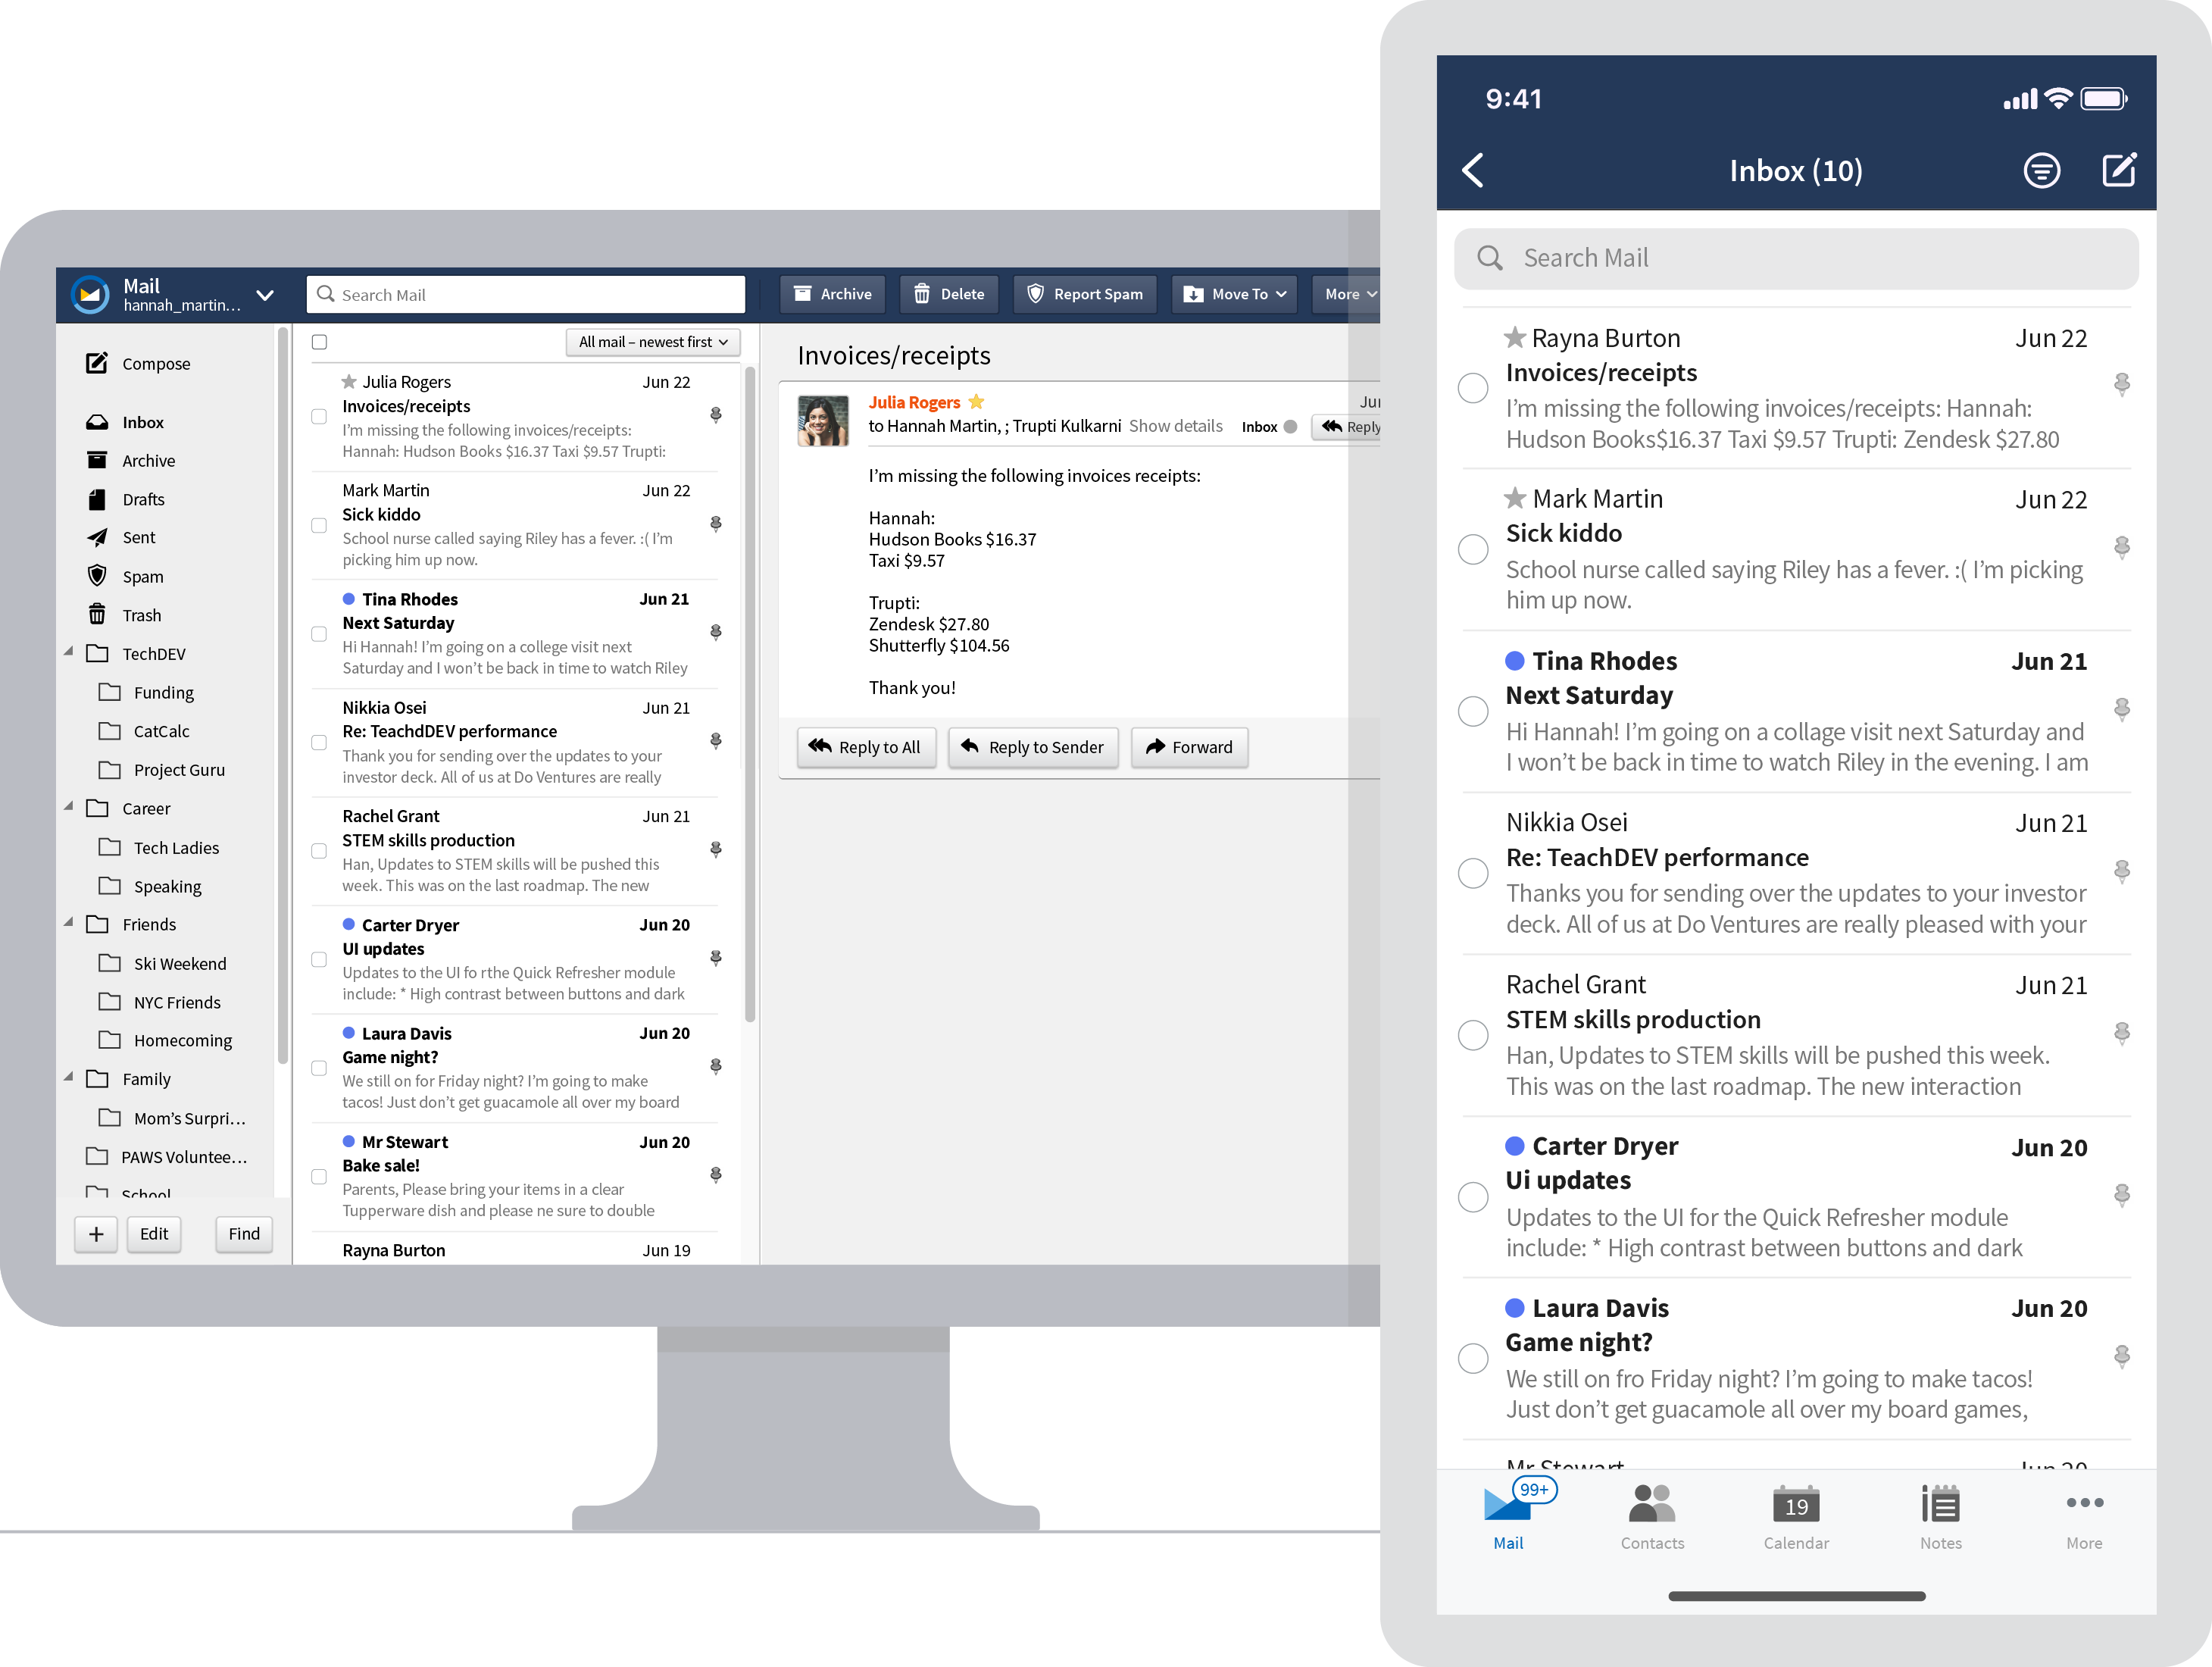 Mail
hannah_martin...
Search Mail
Archive
Delete
Report Spam
Move To
More
Compose
Inbox
Archive
Drafts
Sent
Spam
Trash
TechDEV
Funding
CatCalc
Project Guru
Career
Tech Ladies
Speaking
Friends
Ski Weekend
NYC Friends
Homecoming
Family
Mom's Surpri...
PAWS Voluntee...
School
+
Edit
Find
All mail – newest first
Julia Rogers Jun 22
Invoices/receipts
I'm missing the following invoices/receipts:
Hannah: Hudson Books $16.37 Taxi $9.57 Trupti:
Mark Martin Jun 22
Sick kiddo
School nurse called saying Riley has a fever. :( I'm
picking him up now.
Tina Rhodes Jun 21
Next Saturday
Hi Hannah! I'm going on a college visit next
Saturday and I won't be back in time to watch Riley
Nikkia Osei Jun 21
Re: TeachdDEV performance
Thank you for sending over the updates to your
investor deck. All of us at Do Ventures are really
Rachel Grant Jun 21
STEM skills production
Han, Updates to STEM skills will be pushed this
week. This was on the last roadmap. The new
Carter Dryer Jun 20
UI updates
Updates to the UI fo rthe Quick Refresher module
include: * High contrast between buttons and dark
Laura Davis Jun 20
Game night?
We still on for Friday night? I'm going to make
tacos! Just don't get guacamole all over my board
Mr Stewart Jun 20
Bake sale!
Parents, Please bring your items in a clear
Tupperware dish and please ne sure to double
Rayna Burton Jun 19
Invoices/receipts
Julia Rogers
to Hannah Martin, ; Trupti Kulkarni Show details Inbox Reply
I'm missing the following invoices receipts:
Hannah:
Hudson Books $16.37
Taxi $9.57
Trupti:
Zendesk $27.80
Shutterfly $104.56
Thank you!
Reply to All
Reply to Sender
Forward
9:41
Inbox (10)
Search Mail
Rayna Burton Jun 22
Invoices/receipts
I'm missing the following invoices/receipts: Hannah:
Hudson Books$16.37 Taxi $9.57 Trupti: Zendesk $27.80
Mark Martin Jun 22
Sick kiddo
School nurse called saying Riley has a fever. :( I'm picking
him up now.
Tina Rhodes Jun 21
Next Saturday
Hi Hannah! I'm going on a collage visit next Saturday and
I won't be back in time to watch Riley in the evening. I am
Nikkia Osei Jun 21
Re: TeachDEV performance
Thanks you for sending over the updates to your investor
deck. All of us at Do Ventures are really pleased with your
Rachel Grant Jun 21
STEM skills production
Han, Updates to STEM skills will be pushed this week.
This was on the last roadmap. The new interaction
Carter Dryer Jun 20
Ui updates
Updates to the UI for the Quick Refresher module
include: * High contrast between buttons and dark
Laura Davis Jun 20
Game night?
We still on fro Friday night? I'm going to make tacos!
Just don't get guacamole all over my board games,
Mr Stewart Jun 20
99+
19
Mail
Contacts
Calendar
Notes
More